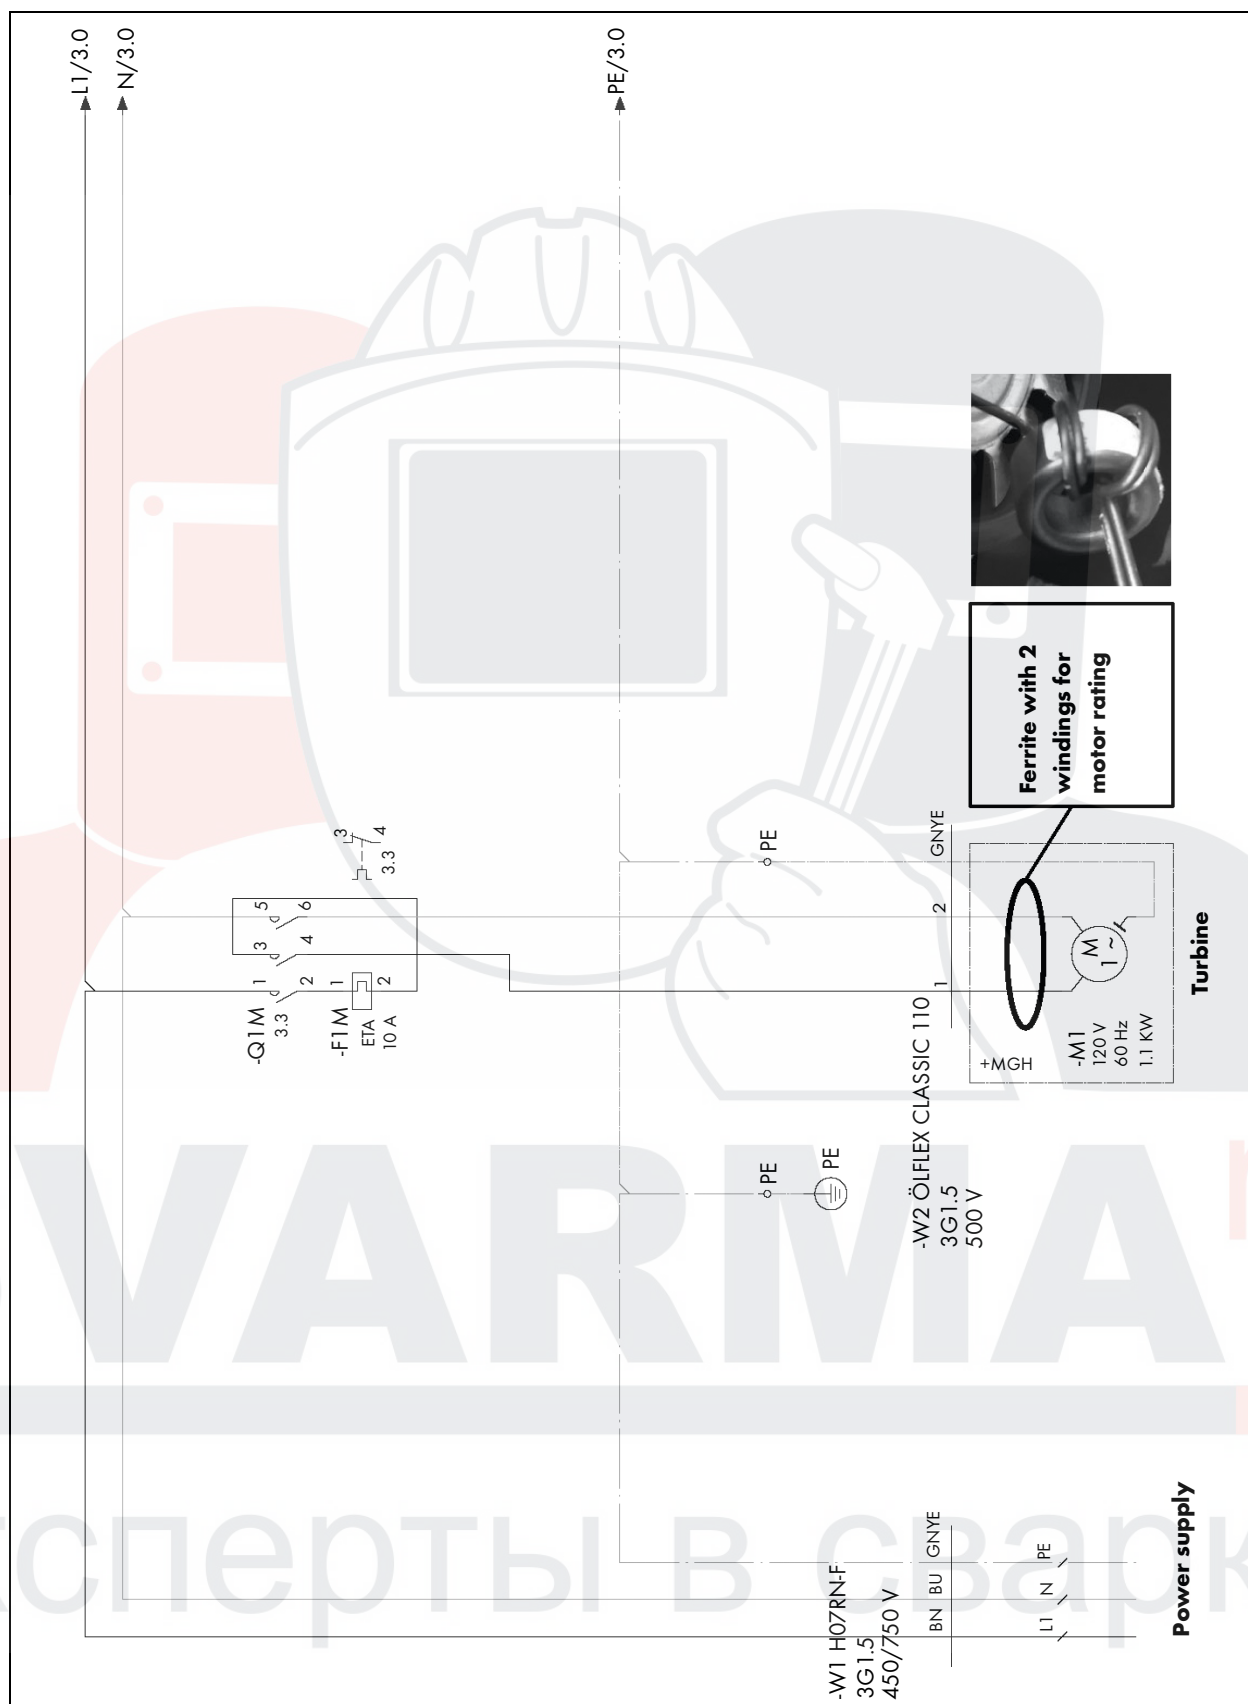 L1/3.0
N/3.0
PE/3.0
-Q1M
3.3
1
2
3
4
5
6
-F1M
ETA
10 A
1
2
3
4
3.3
PE
PE
PE
-W2 ÖLFLEX CLASSIC 110
3G1.5
500 V
1
2
GNYE
+MGH
-M1
120 V
60 Hz
1.1 KW
M
1 ~
Turbine
Ferrite with 2
windings for
motor rating
-W1 H07RN-F
3G1.5
450/750 V
BN
BU
GNYE
L1
N
PE
Power supply
VARMA
ксперты в сварк